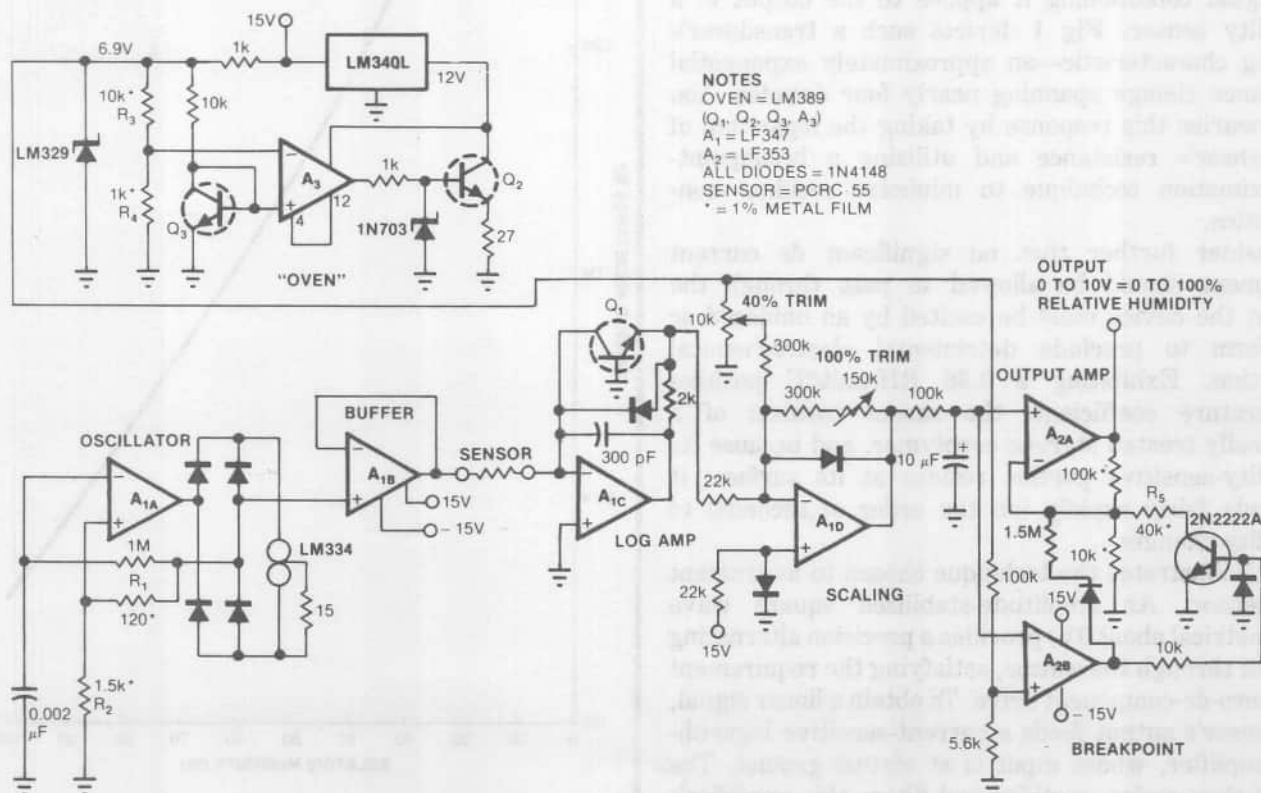 15V
6.9V
1k
LM340L
12V
10k*
R3
10k
LM329
1k*
R4
Q3
A3
4
12
1k
1N703
Q2
27
"OVEN"
NOTES
OVEN = LM389
(Q1, Q2, Q3, A3)
A1 = LF347
A2 = LF353
ALL DIODES = 1N4148
SENSOR = PCRC 55
* = 1% METAL FILM
OSCILLATOR
A1A
1M
R1
120*
1.5k*
R2
0.002
μF
LM334
15
BUFFER
A1B
15V
-15V
SENSOR
Q1
2k
300 pF
A1C
LOG AMP
40% TRIM
10k
300k
100% TRIM
150k
300k
100k
22k
A1D
10 μF
22k
15V
SCALING
OUTPUT
0 TO 10V = 0 TO 100%
RELATIVE HUMIDITY
OUTPUT AMP
A2A
100k*
R5
40k*
2N2222A
1.5M
10k*
100k
15V
A2B
10k
-15V
5.6k
BREAKPOINT